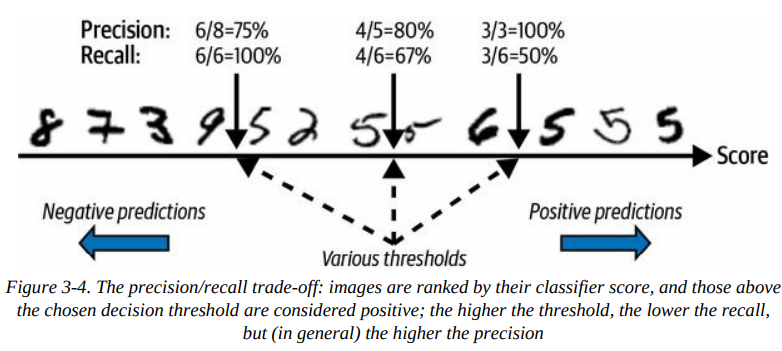 Precision: 6/8=75% 4/5=80% 3/3=100%
Recall: 6/6=100% 4/6=67% 3/6=50%
8 7 3 9 5 2 5 5 6 5 5 5
Score
Negative predictions
Positive predictions
Various thresholds
Figure 3-4. The precision/recall trade-off: images are ranked by their classifier score, and those above
the chosen decision threshold are considered positive; the higher the threshold, the lower the recall,
but (in general) the higher the precision